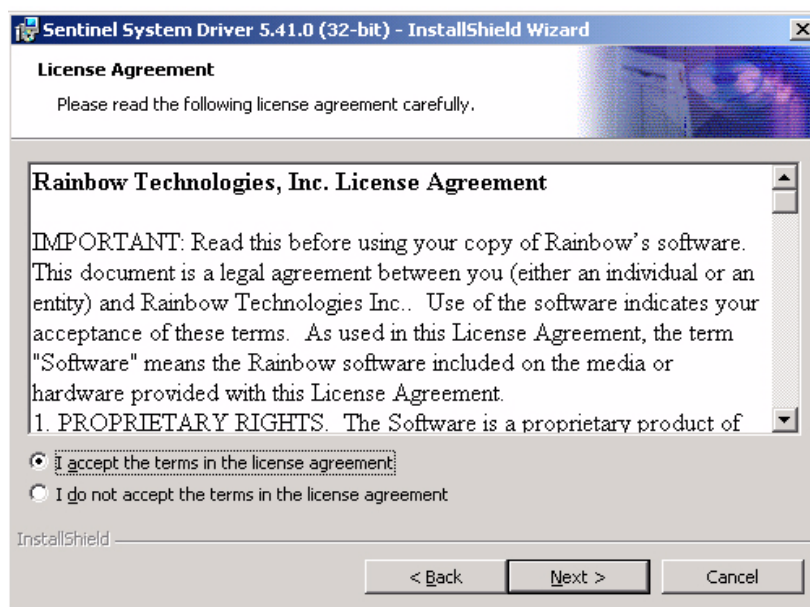 Sentinel System Driver 5.41.0 (32-bit) - InstallShield Wizard
License Agreement
Please read the following license agreement carefully.
Rainbow Technologies, Inc. License Agreement
IMPORTANT: Read this before using your copy of Rainbow's software.
This document is a legal agreement between you (either an individual or an
entity) and Rainbow Technologies Inc..  Use of the software indicates your
acceptance of these terms.  As used in this License Agreement, the term
"Software" means the Rainbow software included on the media or
hardware provided with this License Agreement.
1. PROPRIETARY RIGHTS.  The Software is a proprietary product of
I accept the terms in the license agreement
I do not accept the terms in the license agreement
InstallShield
< Back
Next >
Cancel